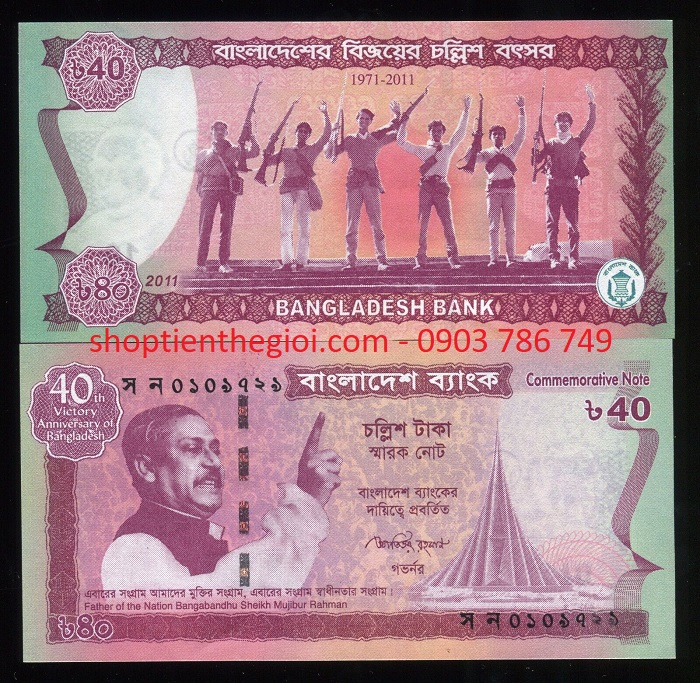 ৳40
বাংলাদেশের বিজয়ের চল্লিশ বৎসর
1971-2011
৳৪০
2011
বাংলাদেশ ব্যাংক
BANGLADESH BANK
shoptienthegioi.com - 0903 786 749
40th
Victory
Anniversary of
Bangladesh
স ন ০১০১৭২১
বাংলাদেশ ব্যাংক
Commemorative Note
৳40
চল্লিশ টাকা
স্মারক নোট
বাংলাদেশ ব্যাংকের
দায়িত্বে প্রবর্তিত
গভর্নর
এবারের সংগ্রাম আমাদের মুক্তির সংগ্রাম, এবারের সংগ্রাম স্বাধীনতার সংগ্রাম।
Father of the Nation Bangabandhu Sheikh Mujibur Rahman
৳৪০
স ন ০১০১৭২১